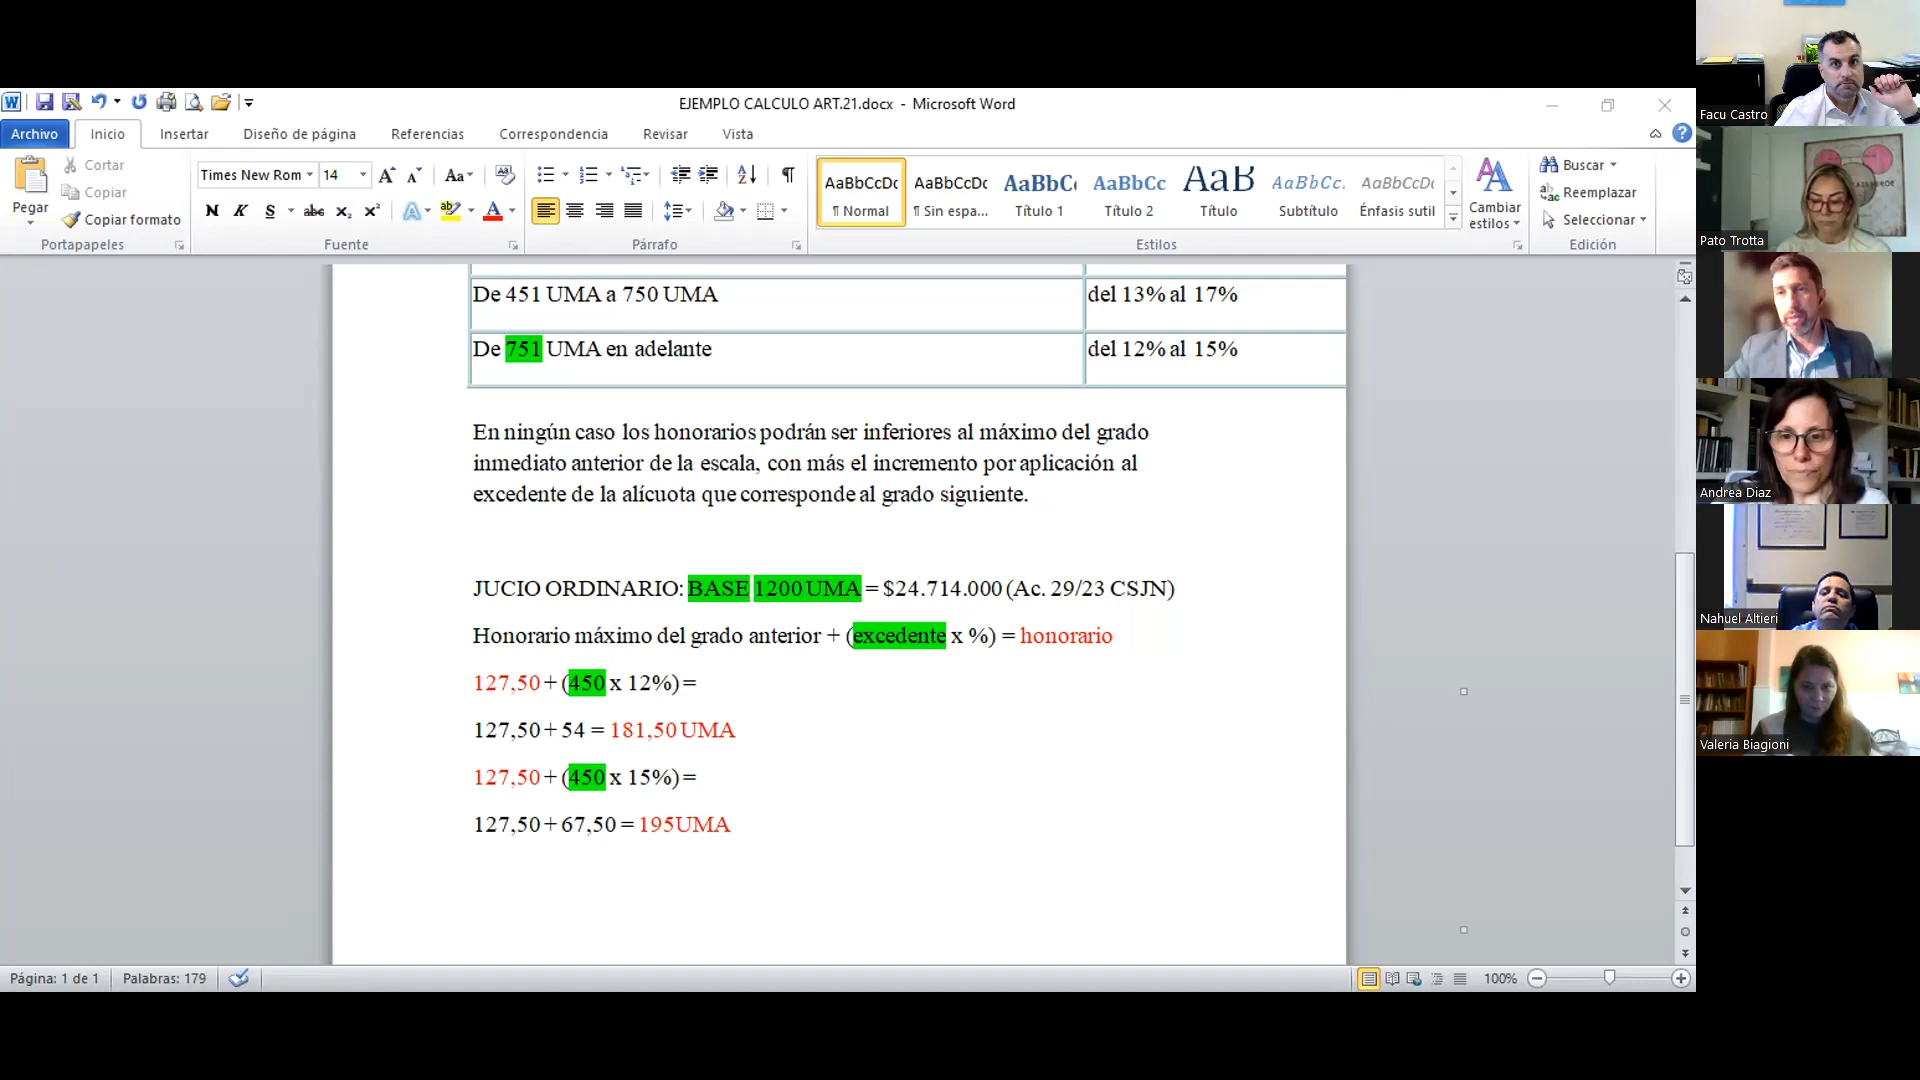 EJEMPLO CALCULO ART.21.docx - Microsoft Word
Archivo Inicio Insertar Diseño de página Referencias Correspondencia Revisar Vista
Pegar
Cortar
Copiar
Copiar formato
Portapapeles
Times New Rom 14
Fuente
Párrafo
AaBbCcDc AaBbCcDc AaBbC AaBbCc AaB AaBbCc. AaBbCcDc
¶ Normal ¶ Sin espa... Título 1 Título 2 Título Subtítulo Énfasis sutil
Estilos
Cambiar
estilos
Buscar
Reemplazar
Seleccionar
Edición
De 451 UMA a 750 UMA del 13% al 17%
De 751 UMA en adelante del 12% al 15%
En ningún caso los honorarios podrán ser inferiores al máximo del grado
inmediato anterior de la escala, con más el incremento por aplicación al
excedente de la alícuota que corresponde al grado siguiente.
JUCIO ORDINARIO: BASE 1200 UMA = $24.714.000 (Ac. 29/23 CSJN)
Honorario máximo del grado anterior + (excedente x %) = honorario
127,50 + (450 x 12%) =
127,50 + 54 = 181,50 UMA
127,50 + (450 x 15%) =
127,50 + 67,50 = 195UMA
Página: 1 de 1 Palabras: 179 100%
Facu Castro
Pato Trotta
Andrea Diaz
Nahuel Altieri
Valeria Biagioni